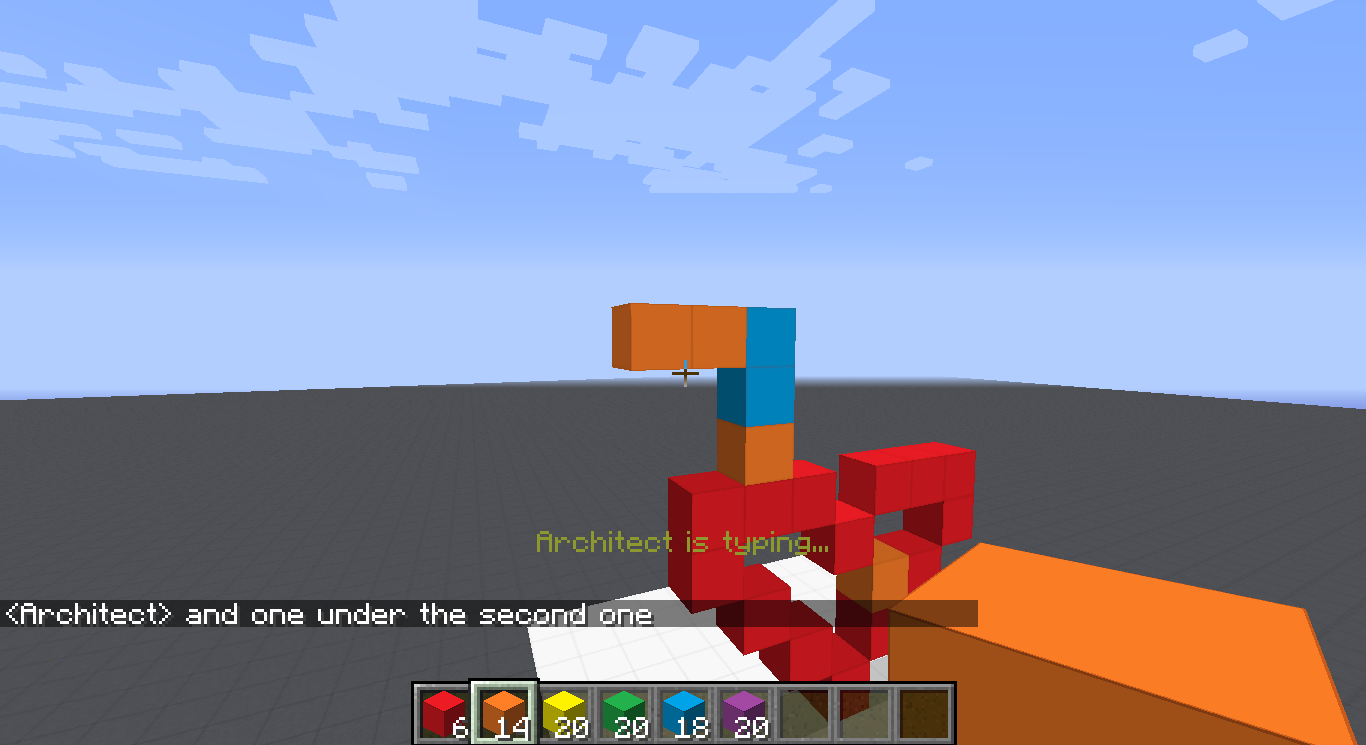 Architect is typing...
<Architect> and one under the second one
6 14 20 20 18 20